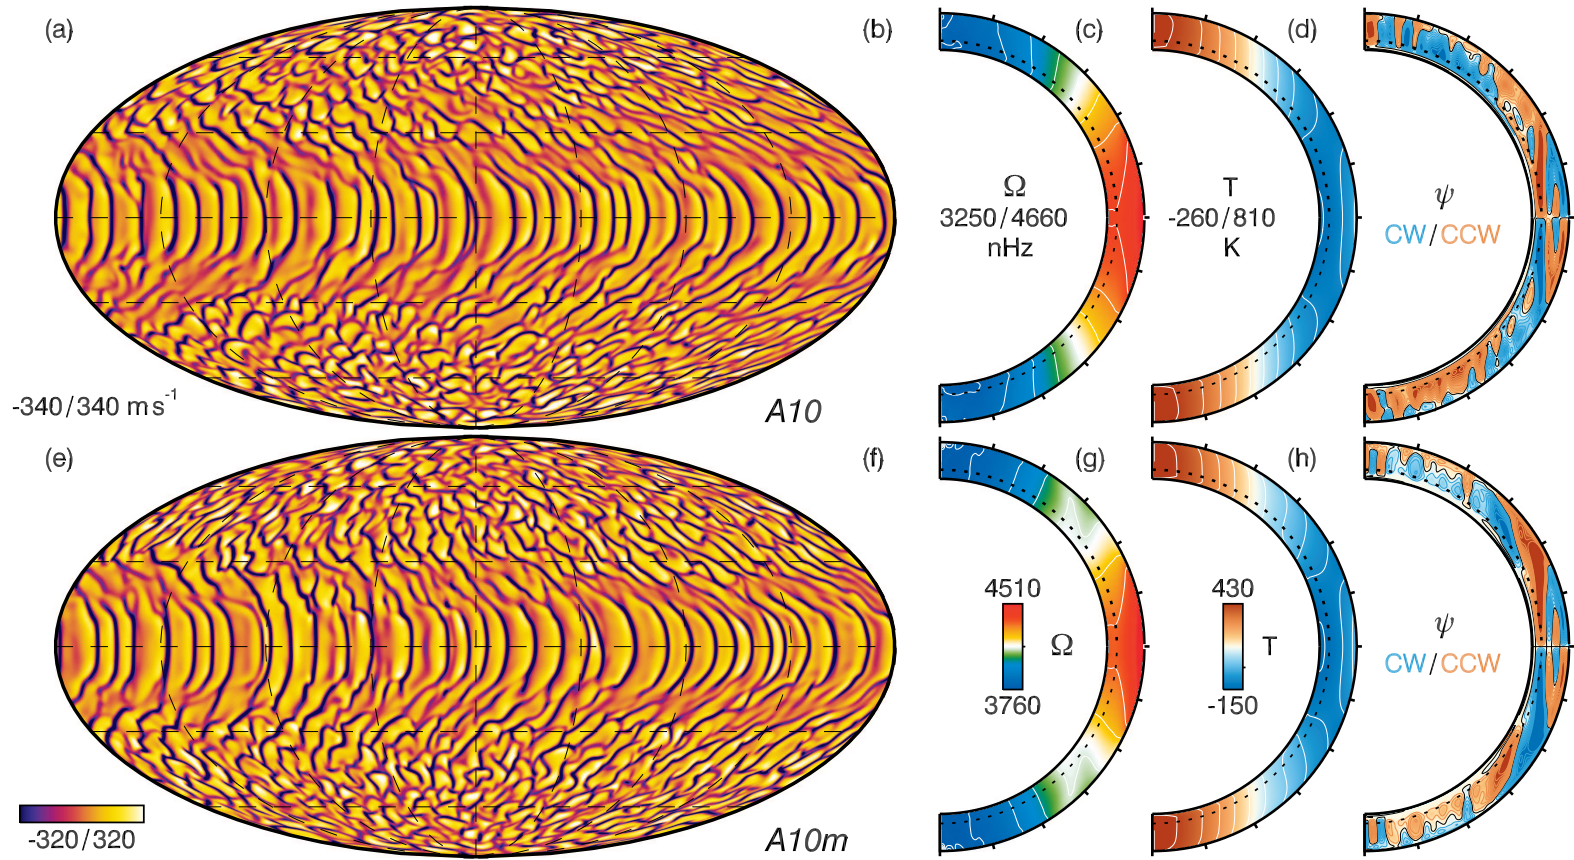 (a)
(b)
(c)
(d)
Ω
3250/4660
nHz
T
-260/810
K
ψ
CW/CCW
-340/340 m s⁻¹
A10
(e)
(f)
(g)
(h)
4510
Ω
3760
430
T
-150
ψ
CW/CCW
-320/320
A10m